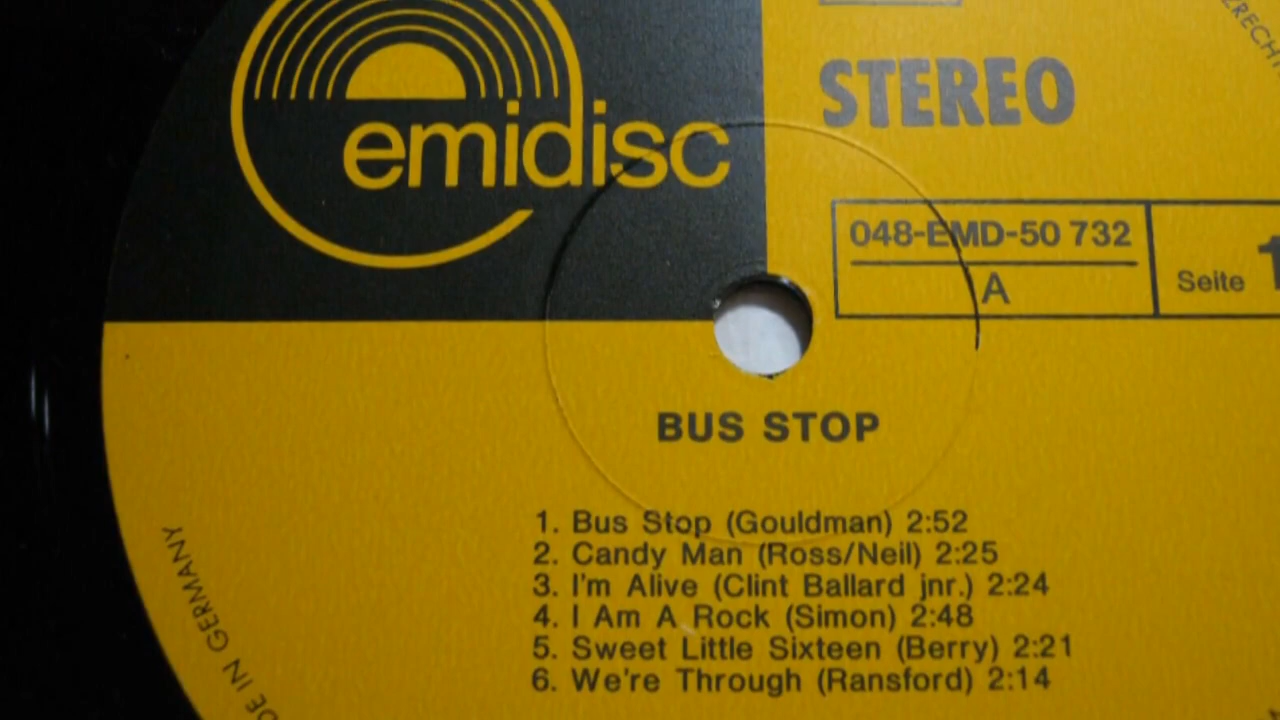 emidisc
STEREO
048-EMD-50 732
A
Seite 1
BUS STOP
1. Bus Stop (Gouldman) 2:52
2. Candy Man (Ross/Neil) 2:25
3. I'm Alive (Clint Ballard jnr.) 2:24
4. I Am A Rock (Simon) 2:48
5. Sweet Little Sixteen (Berry) 2:21
6. We're Through (Ransford) 2:14
DE IN GERMANY